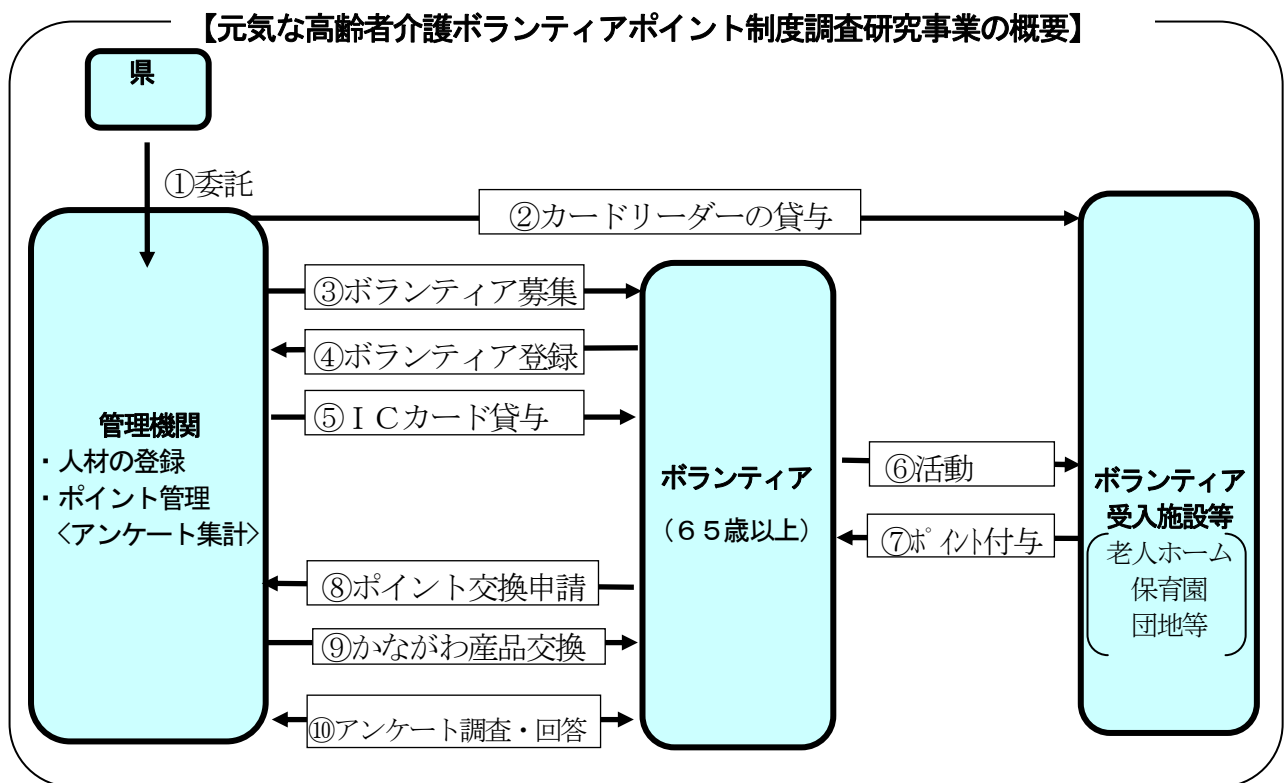 【元気な高齢者介護ボランティアポイント制度調査研究事業の概要】
県
①委託
②カードリーダーの貸与
③ボランティア募集
④ボランティア登録
⑤ＩＣカード貸与
管理機関
・人材の登録
・ポイント管理
〈アンケート集計〉
ボランティア
（６５歳以上）
⑥活動
⑦ﾎﾟｲﾝﾄ付与
ボランティア
受入施設等
老人ホーム
保育園
団地等
⑧ポイント交換申請
⑨かながわ産品交換
⑩アンケート調査・回答